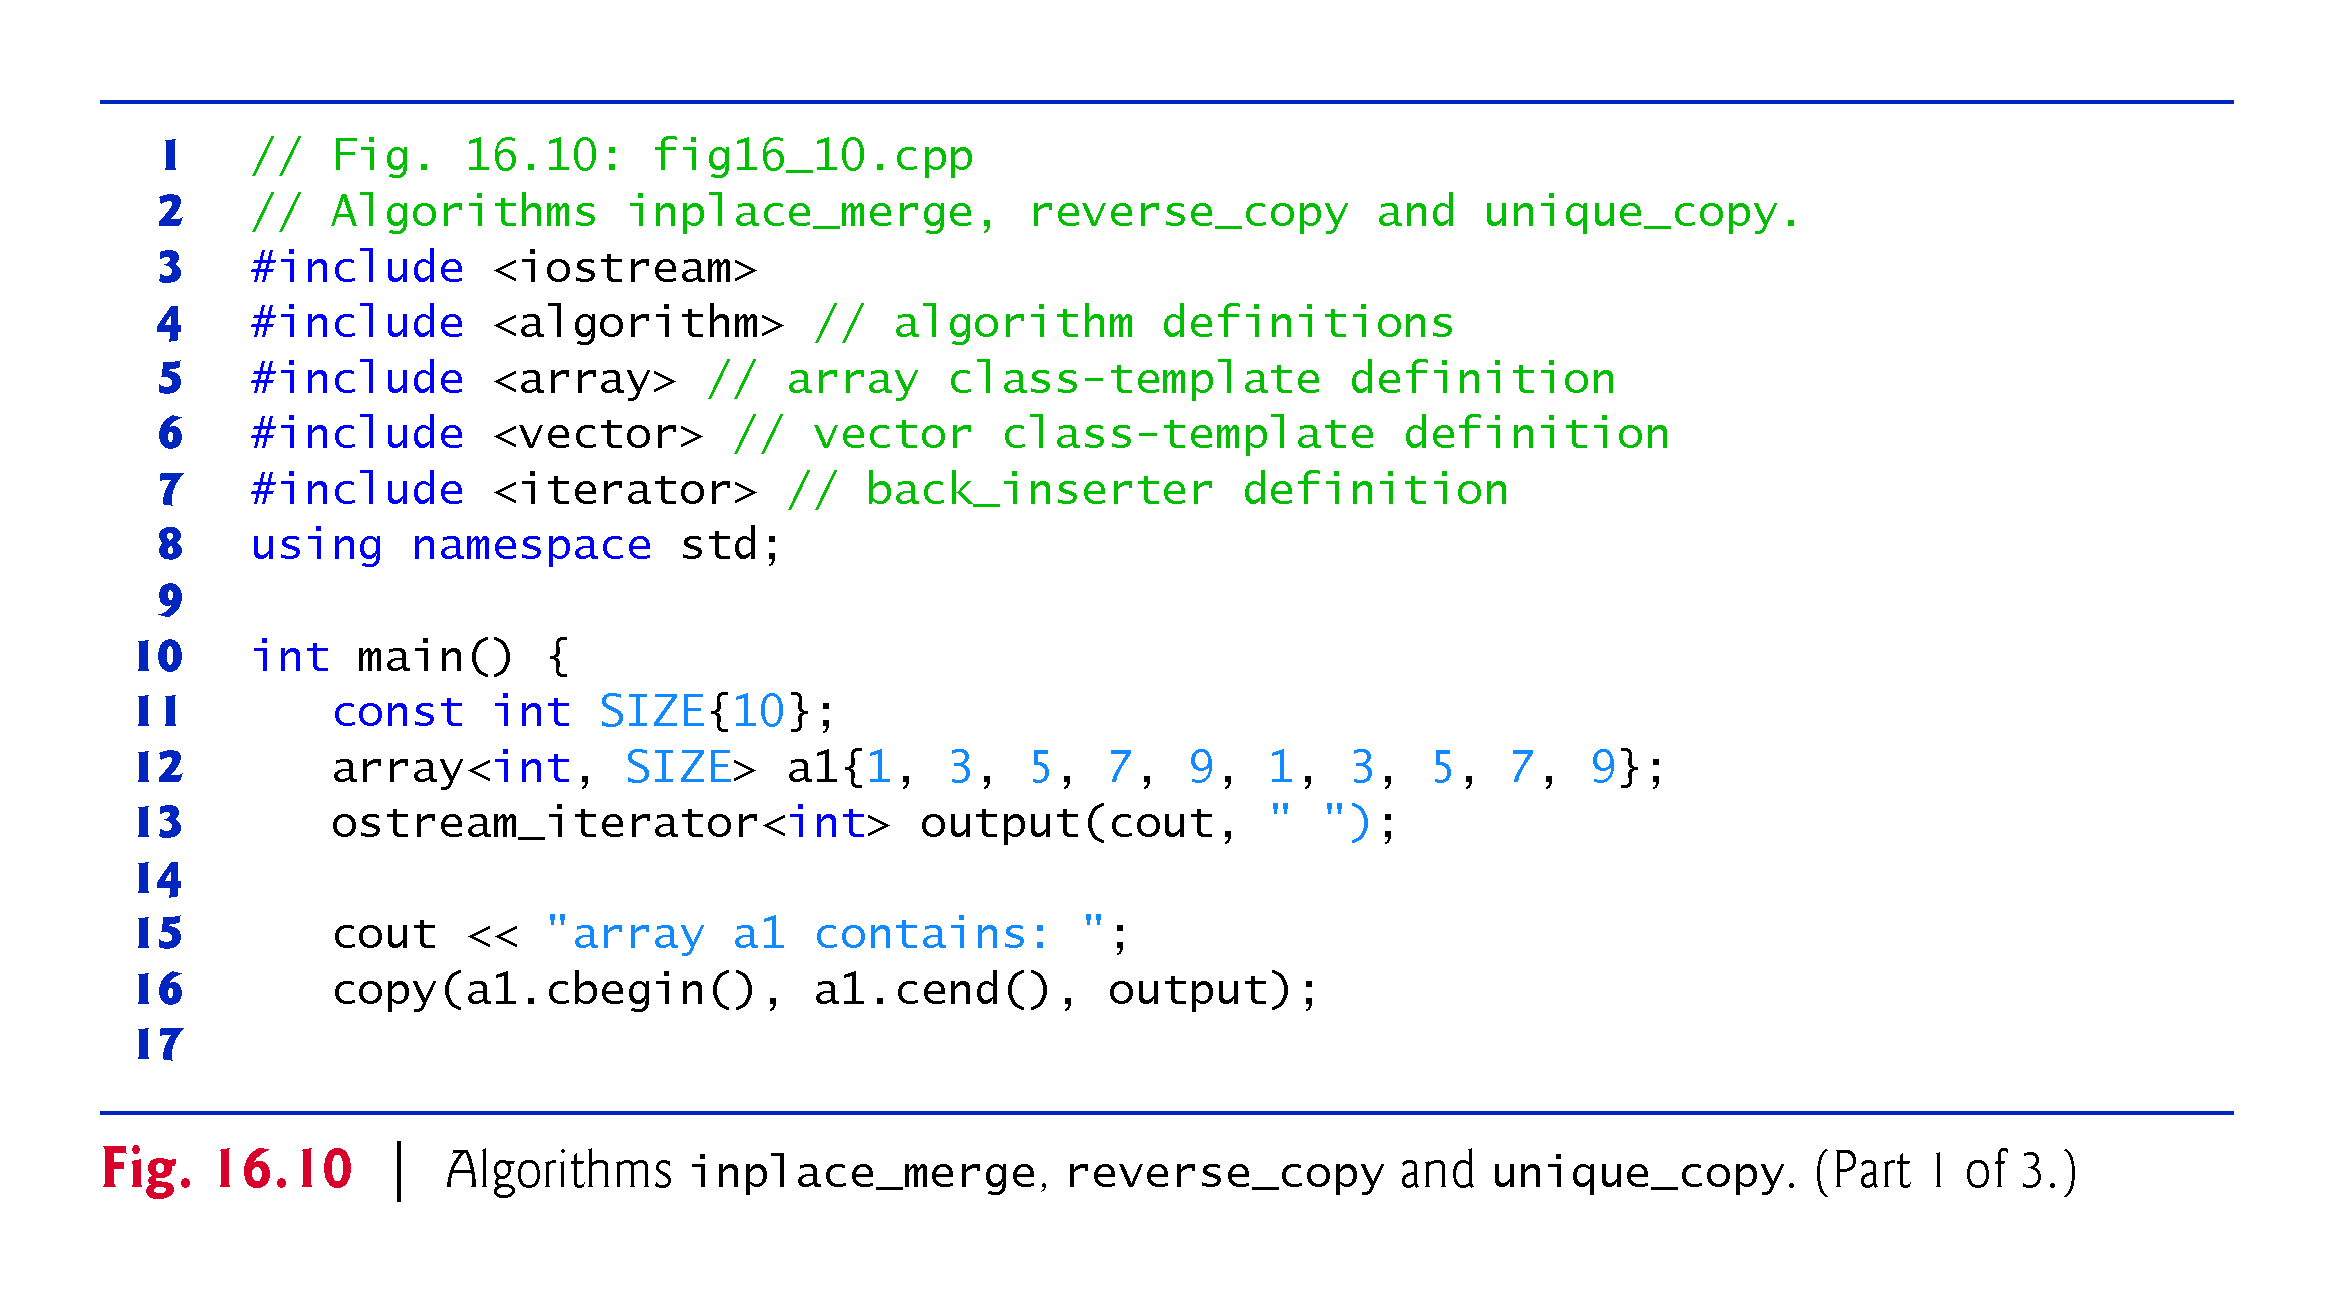 1 // Fig. 16.10: fig16_10.cpp
2 // Algorithms inplace_merge, reverse_copy and unique_copy.
3 #include <iostream>
4 #include <algorithm> // algorithm definitions
5 #include <array> // array class-template definition
6 #include <vector> // vector class-template definition
7 #include <iterator> // back_inserter definition
8 using namespace std;
9
10 int main() {
11    const int SIZE{10};
12    array<int, SIZE> a1{1, 3, 5, 7, 9, 1, 3, 5, 7, 9};
13    ostream_iterator<int> output(cout, " ");
14
15    cout << "array a1 contains: ";
16    copy(a1.cbegin(), a1.cend(), output);
17
Fig. 16.10 | Algorithms inplace_merge, reverse_copy and unique_copy. (Part 1 of 3.)